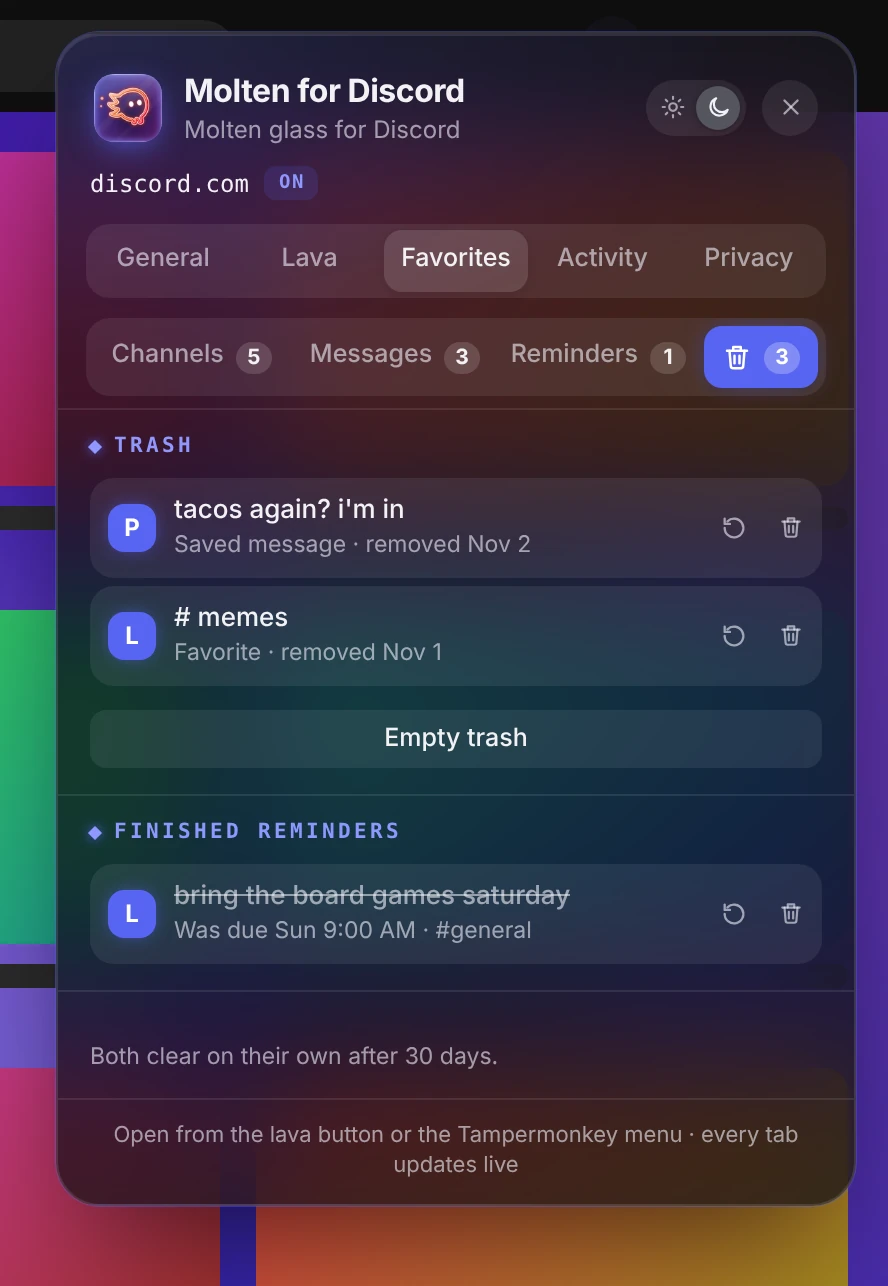 Molten for Discord
Molten glass for Discord
discord.com ON
General Lava Favorites Activity Privacy
Channels 5 Messages 3 Reminders 1 3
TRASH
P tacos again? i'm in
Saved message · removed Nov 2
L # memes
Favorite · removed Nov 1
Empty trash
FINISHED REMINDERS
L bring the board games saturday
Was due Sun 9:00 AM · #general
Both clear on their own after 30 days.
Open from the lava button or the Tampermonkey menu · every tab
updates live